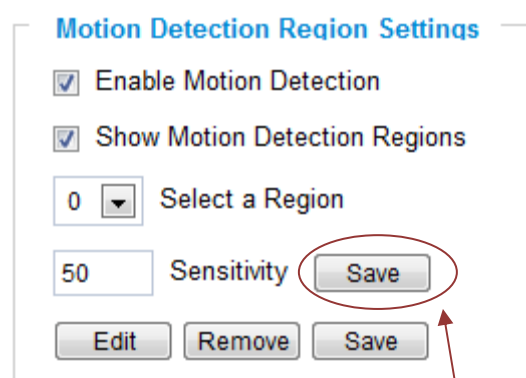 Motion Detection Region Settings
Enable Motion Detection
Show Motion Detection Regions
0 Select a Region
50 Sensitivity Save
Edit Remove Save